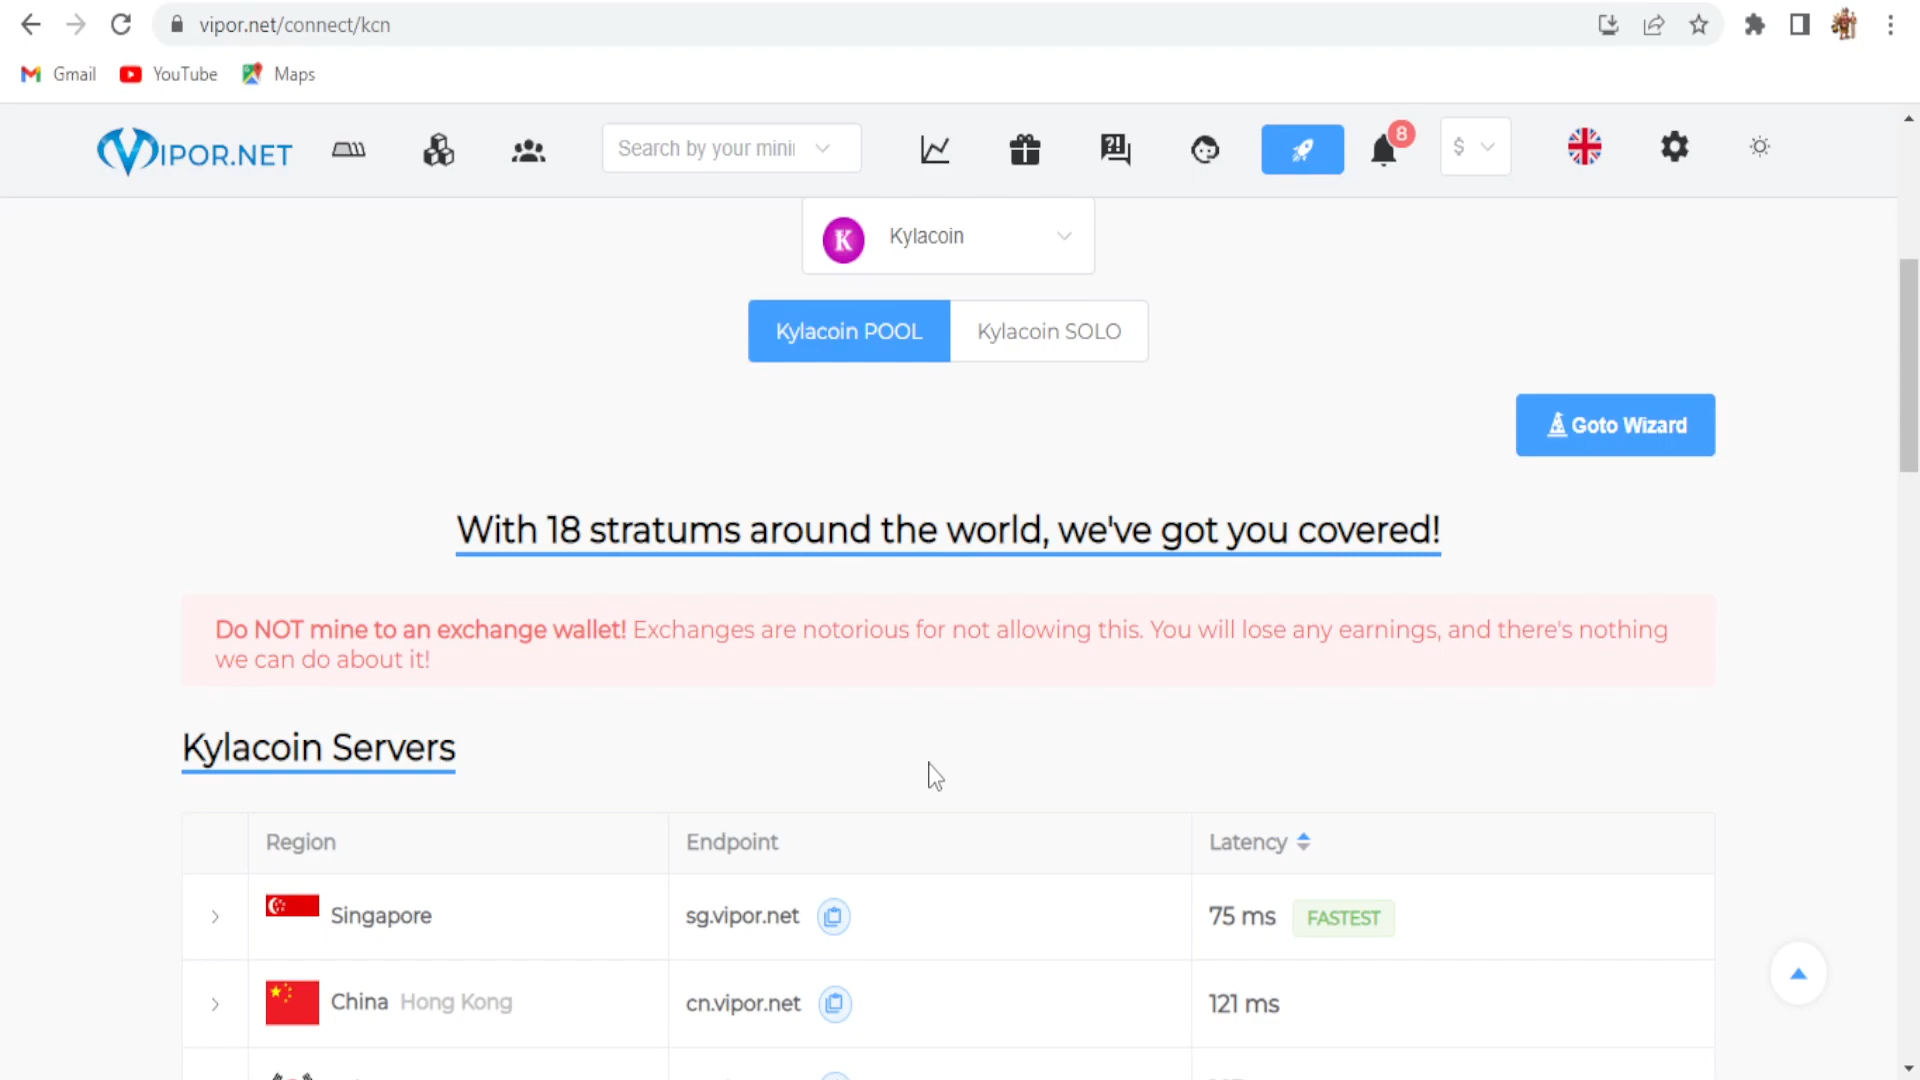 vipor.net/connect/kcn
Gmail
YouTube
Maps
VIPOR.NET
Search by your mini
8
$
K
Kylacoin
Kylacoin POOL
Kylacoin SOLO
Goto Wizard
With 18 stratums around the world, we've got you covered!
Do NOT mine to an exchange wallet! Exchanges are notorious for not allowing this. You will lose any earnings, and there's nothing
we can do about it!
Kylacoin Servers
Region
Endpoint
Latency
Singapore
sg.vipor.net
75 ms
FASTEST
China Hong Kong
cn.vipor.net
121 ms